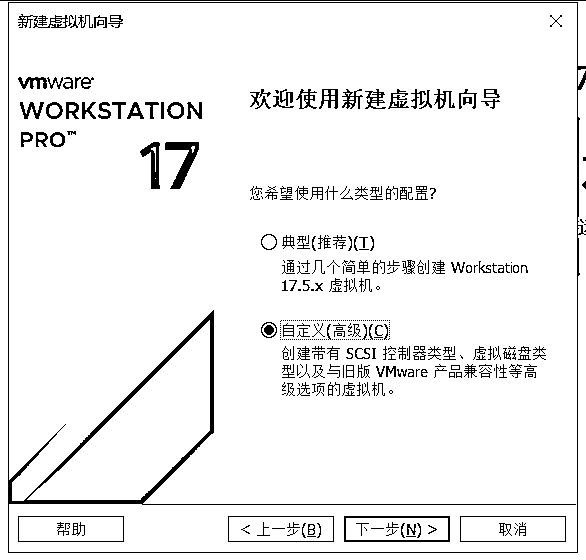 新建虚拟机向导
vmware
WORKSTATION
PRO™
17
欢迎使用新建虚拟机向导
您希望使用什么类型的配置?
典型(推荐)(T)
通过几个简单的步骤创建 Workstation
17.5.x 虚拟机。
自定义(高级)(C)
创建带有 SCSI 控制器类型、虚拟磁盘类
型以及与旧版 VMware 产品兼容性等高
级选项的虚拟机。
帮助
< 上一步(B)
下一步(N) >
取消